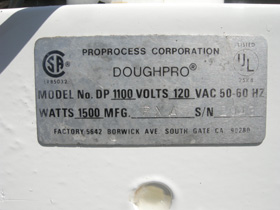 PROPROCESS CORPORATION
DOUGHPRO®
MODEL No. DP 1100 VOLTS 120 VAC 50-60 HZ
WATTS 1500 MFG. S/N
FACTORY 5642 BORWICK AVE SOUTH GATE CA. 90280